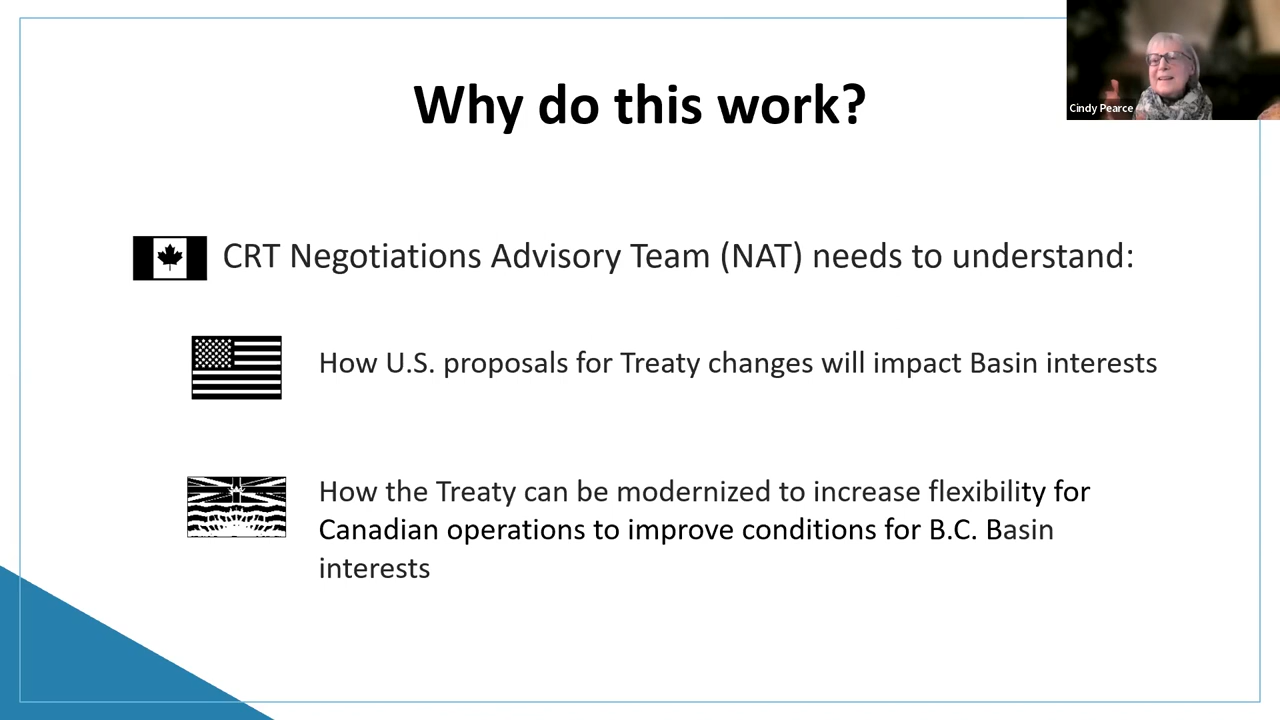 Why do this work?
Cindy Pearce
CRT Negotiations Advisory Team (NAT) needs to understand:
How U.S. proposals for Treaty changes will impact Basin interests
How the Treaty can be modernized to increase flexibility for
Canadian operations to improve conditions for B.C. Basin
interests